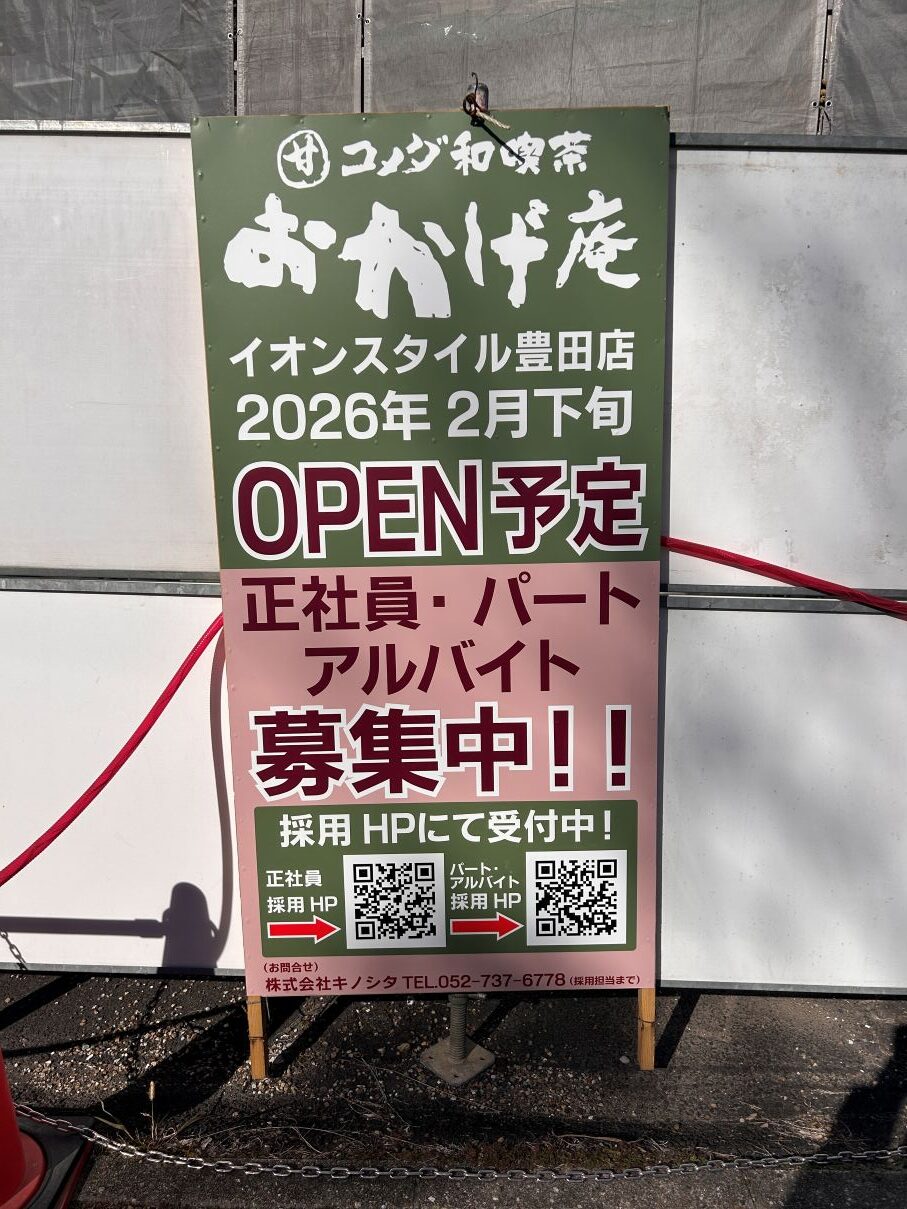 甘 コメダ和喫茶
おかげ庵
イオンスタイル豊田店
2026年 2月下旬
OPEN予定
正社員・パート
アルバイト
募集中!!
採用 HPにて受付中!
正社員
採用 HP
パート・
アルバイト
採用 HP
(お問合せ)
株式会社キノシタ TEL.052-737-6778(採用担当まで)